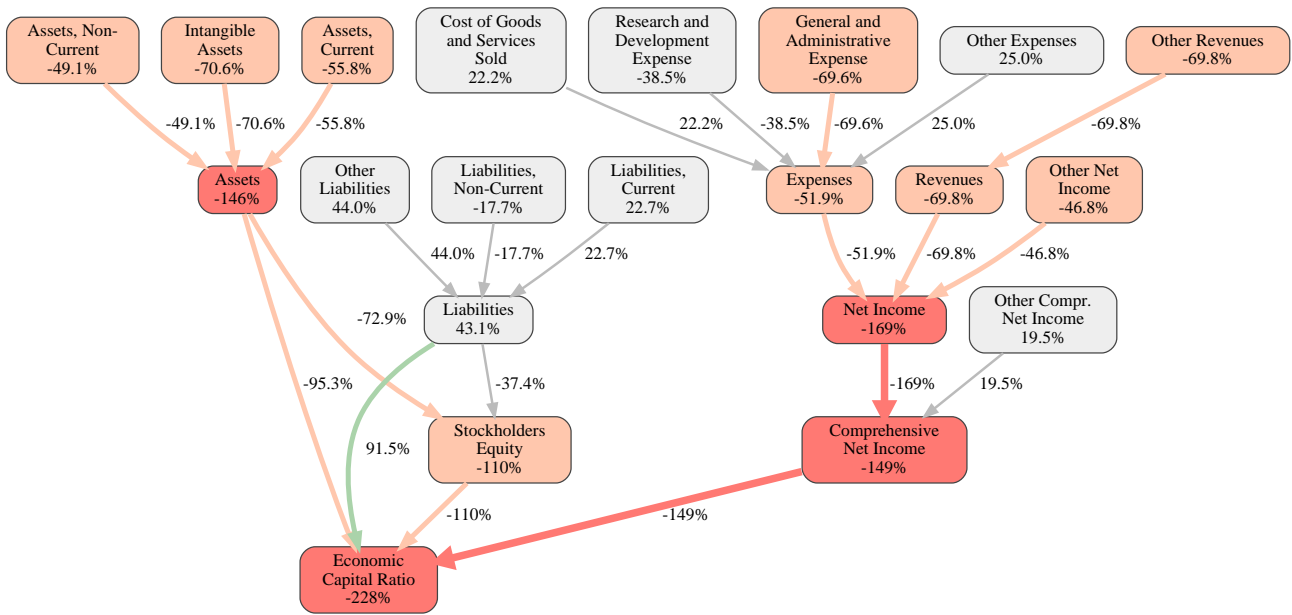 Assets, Non-
Current
-49.1%
Intangible
Assets
-70.6%
Assets,
Current
-55.8%
Cost of Goods
and Services
Sold
22.2%
Research and
Development
Expense
-38.5%
General and
Administrative
Expense
-69.6%
Other Expenses
25.0%
Other Revenues
-69.8%
-49.1%
-70.6%
-55.8%
22.2%
-38.5%
-69.6%
25.0%
-69.8%
Assets
-146%
Other
Liabilities
44.0%
Liabilities,
Non-Current
-17.7%
Liabilities,
Current
22.7%
Expenses
-51.9%
Revenues
-69.8%
Other Net
Income
-46.8%
44.0%
-17.7%
22.7%
-51.9%
-69.8%
-46.8%
-72.9%
Liabilities
43.1%
Net Income
-169%
Other Compr.
Net Income
19.5%
-95.3%
-37.4%
-169%
19.5%
91.5%
Stockholders
Equity
-110%
Comprehensive
Net Income
-149%
-110%
-149%
Economic
Capital Ratio
-228%